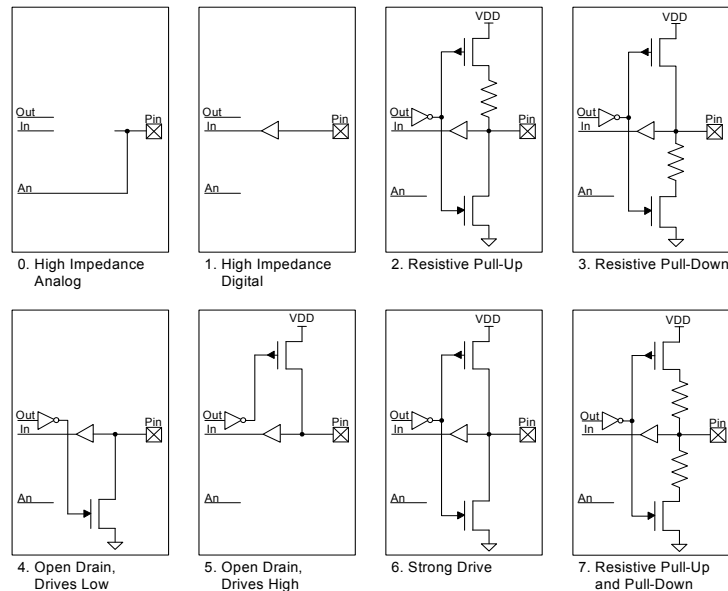 Out
In
Pin
An
0. High Impedance
Analog
Out
In
Pin
An
1. High Impedance
Digital
VDD
Out
In
Pin
An
2. Resistive Pull-Up
VDD
Out
In
Pin
An
3. Resistive Pull-Down
Out
In
Pin
An
4. Open Drain,
Drives Low
VDD
Out
In
Pin
An
5. Open Drain,
Drives High
VDD
Out
In
Pin
An
6. Strong Drive
VDD
Out
In
Pin
An
7. Resistive Pull-Up
and Pull-Down